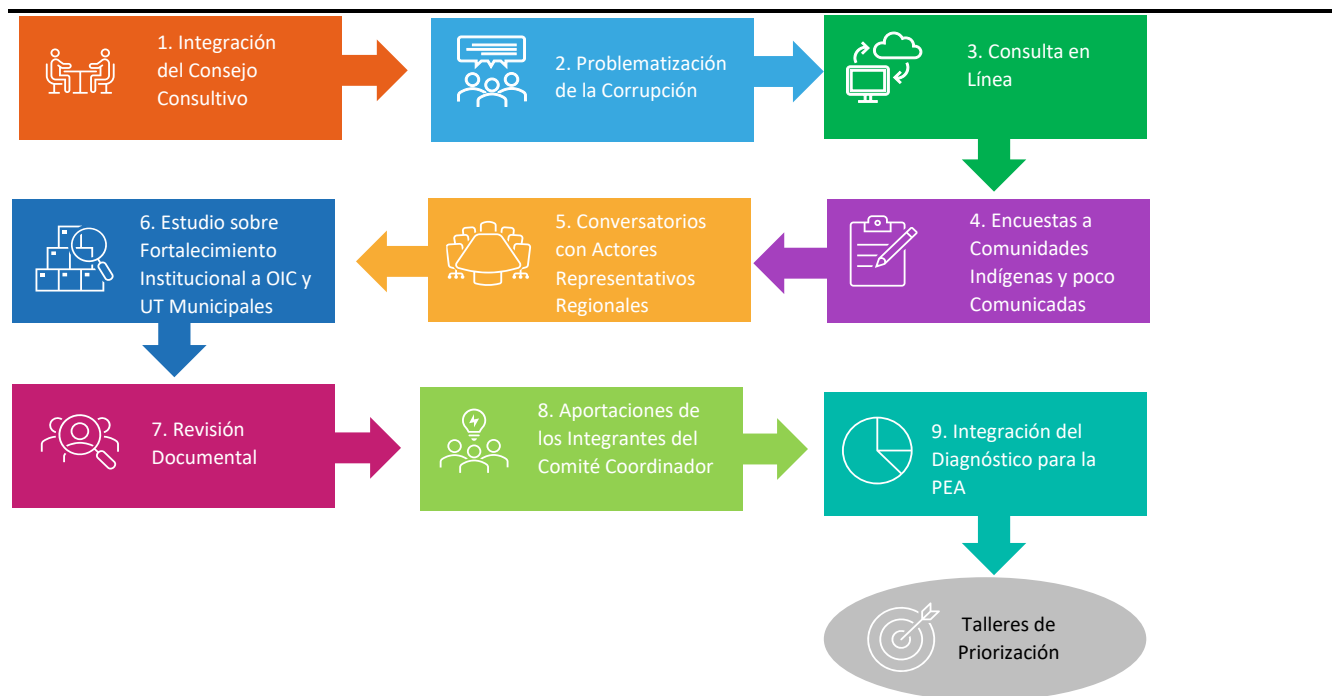 1. Integración
del Consejo
Consultivo
2. Problematización
de la Corrupción
3. Consulta en
Línea
4. Encuestas a
Comunidades
Indígenas y poco
Comunicadas
5. Conversatorios
con Actores
Representativos
Regionales
6. Estudio sobre
Fortalecimiento
Institucional a OIC y
UT Municipales
7. Revisión
Documental
8. Aportaciones de
los Integrantes del
Comité Coordinador
9. Integración del
Diagnóstico para la
PEA
Talleres de
Priorización